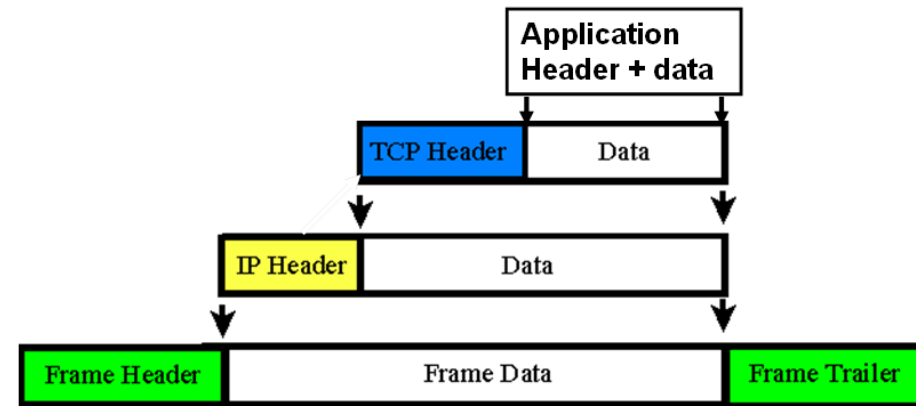 Application
Header + data
TCP Header Data
IP Header Data
Frame Header Frame Data Frame Trailer